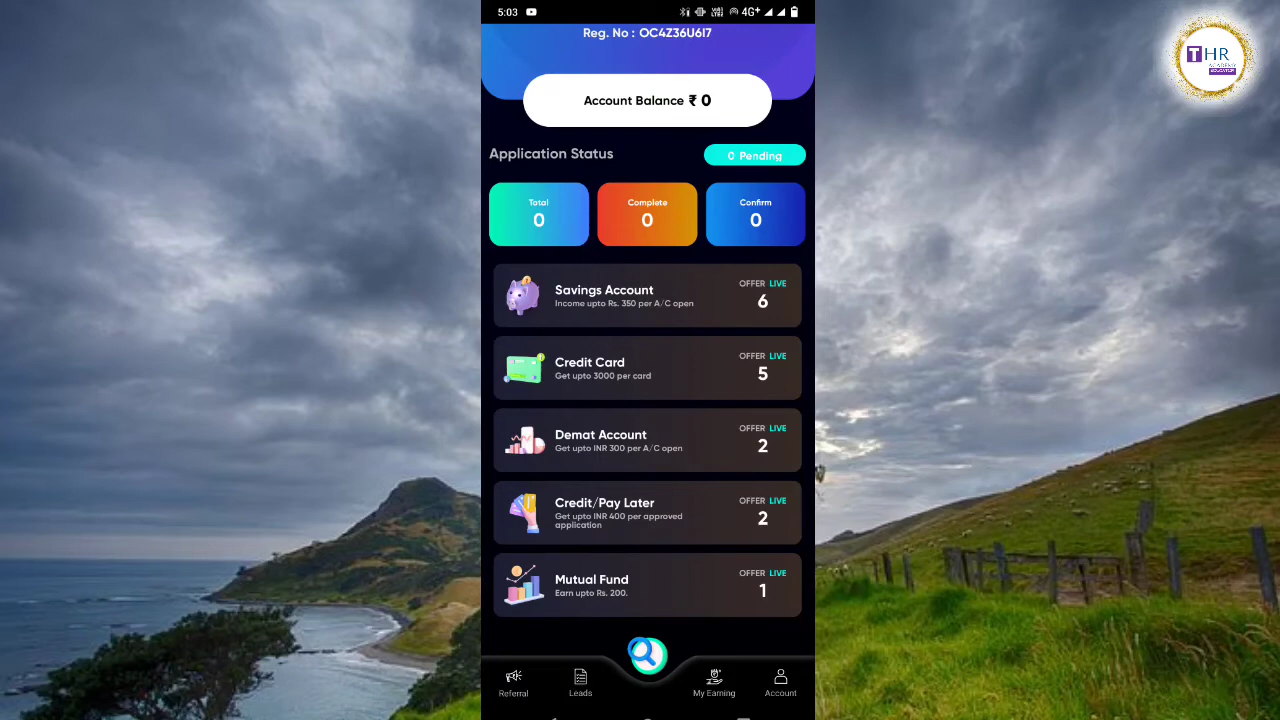 5:03
4G+
THR
ACADEMY
EDUCATOR
Reg. No : OC4Z36U6I7
Account Balance ₹ 0
Application Status
0 Pending
Total
0
Complete
0
Confirm
0
Savings Account
Income upto Rs. 350 per A/C open
OFFER LIVE
6
Credit Card
Get upto 3000 per card
OFFER LIVE
5
Demat Account
Get upto INR 300 per A/C open
OFFER LIVE
2
Credit/Pay Later
Get upto INR 400 per approved
application
OFFER LIVE
2
Mutual Fund
Earn upto Rs. 200.
OFFER LIVE
1
Referral
Leads
My Earning
Account